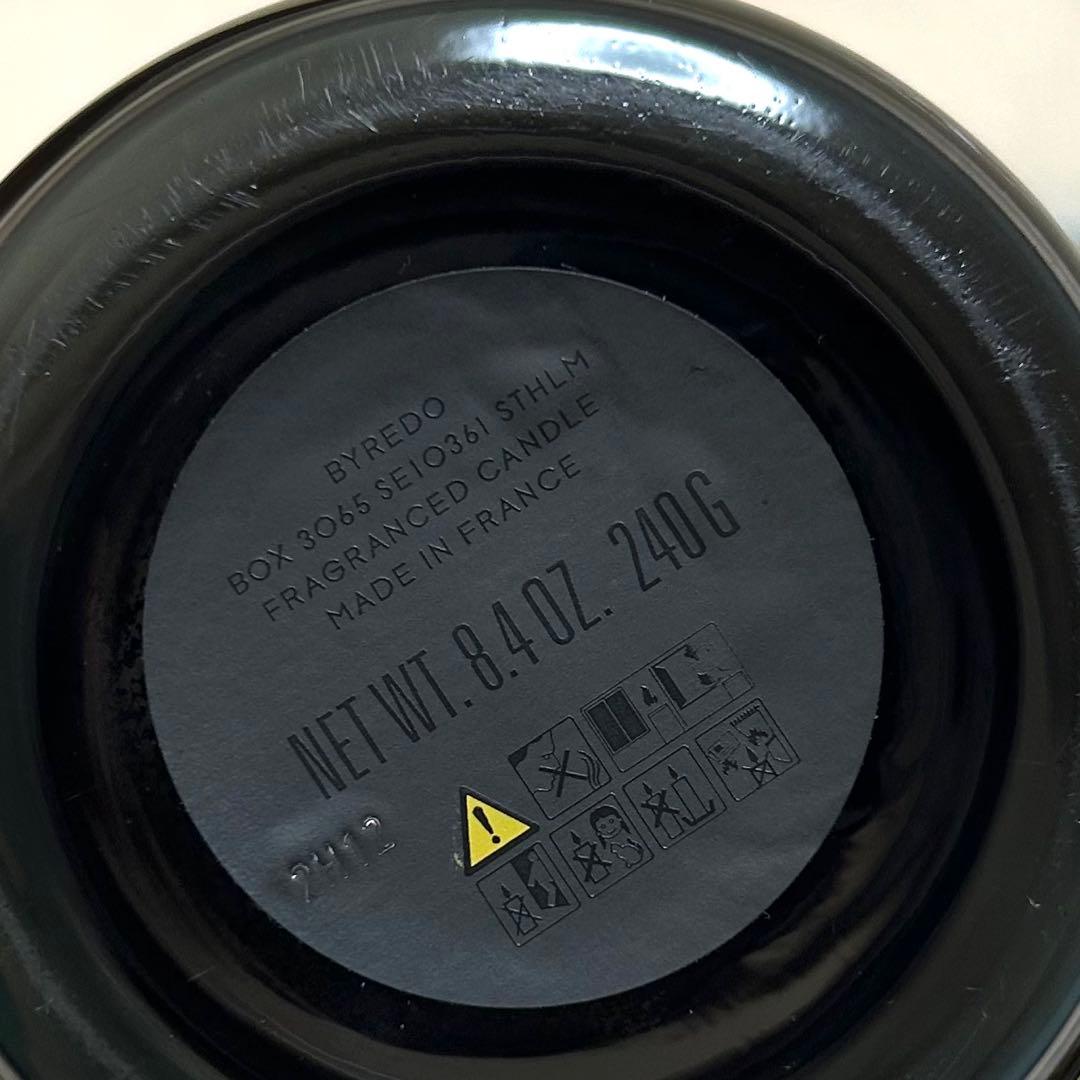 BYREDO
BOX 3065 SE10361 STHLM
FRAGRANCED CANDLE
MADE IN FRANCE
NET WT. 8.4 OZ. 240G
2H12